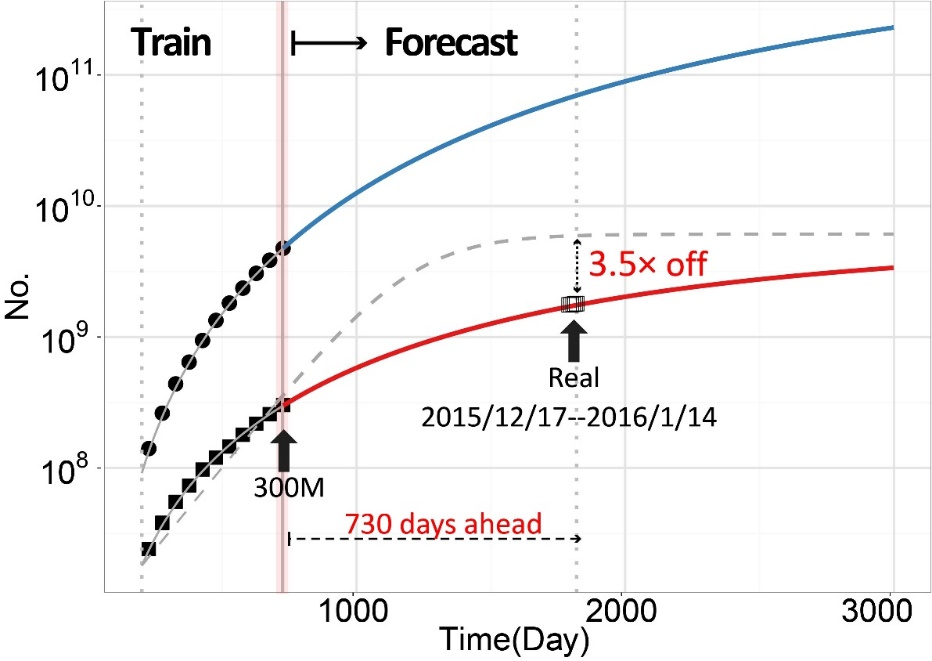 Train Forecast
10^11
10^10
10^9
10^8
No.
3.5× off
Real
2015/12/17--2016/1/14
300M
730 days ahead
1000 2000 3000
Time(Day)